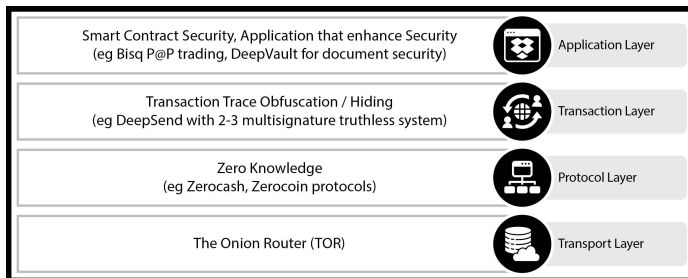 Smart Contract Security, Application that enhance Security
(eg Bisq P@P trading, DeepVault for document security)
Application Layer
Transaction Trace Obfuscation / Hiding
(eg DeepSend with 2-3 multisignature truthless system)
Transaction Layer
Zero Knowledge
(eg Zerocash, Zerocoin protocols)
Protocol Layer
The Onion Router (TOR)
Transport Layer